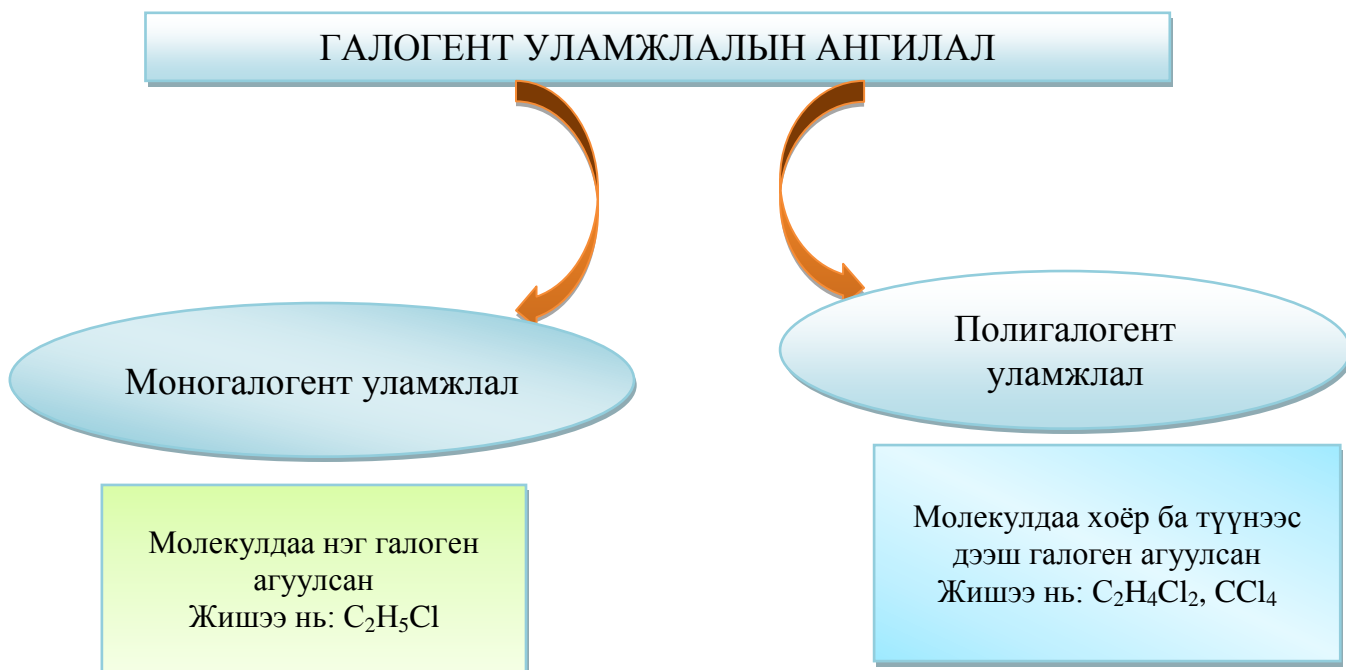 ГАЛОГЕНТ УЛАМЖЛАЛЫН АНГИЛАЛ
Моногалогент уламжлал
Полигалогент
уламжлал
Молекулдаа нэг галоген
агуулсан
Жишээ нь: C₂H₅Cl
Молекулдаа хоёр ба түүнээс
дээш галоген агуулсан
Жишээ нь: C₂H₄Cl₂, CCl₄